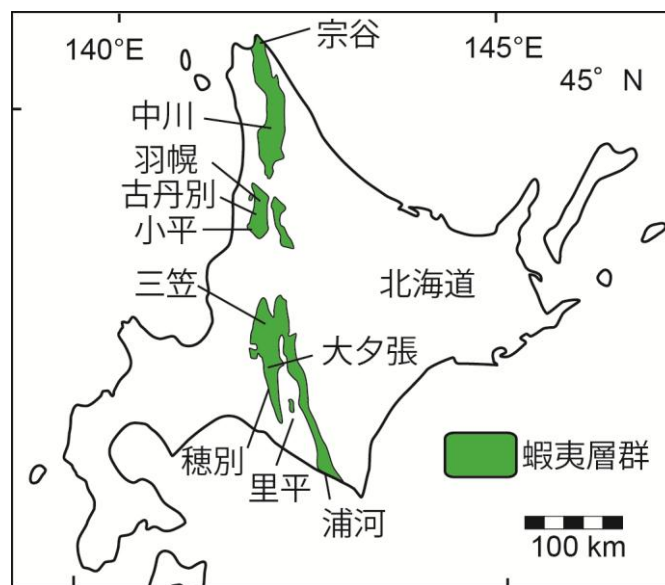 宗谷
140°E
145°E
45° N
中川
羽幌
古丹別
小平
三笠
北海道
大夕張
穂別
里平
浦河
蝦夷層群
100 km